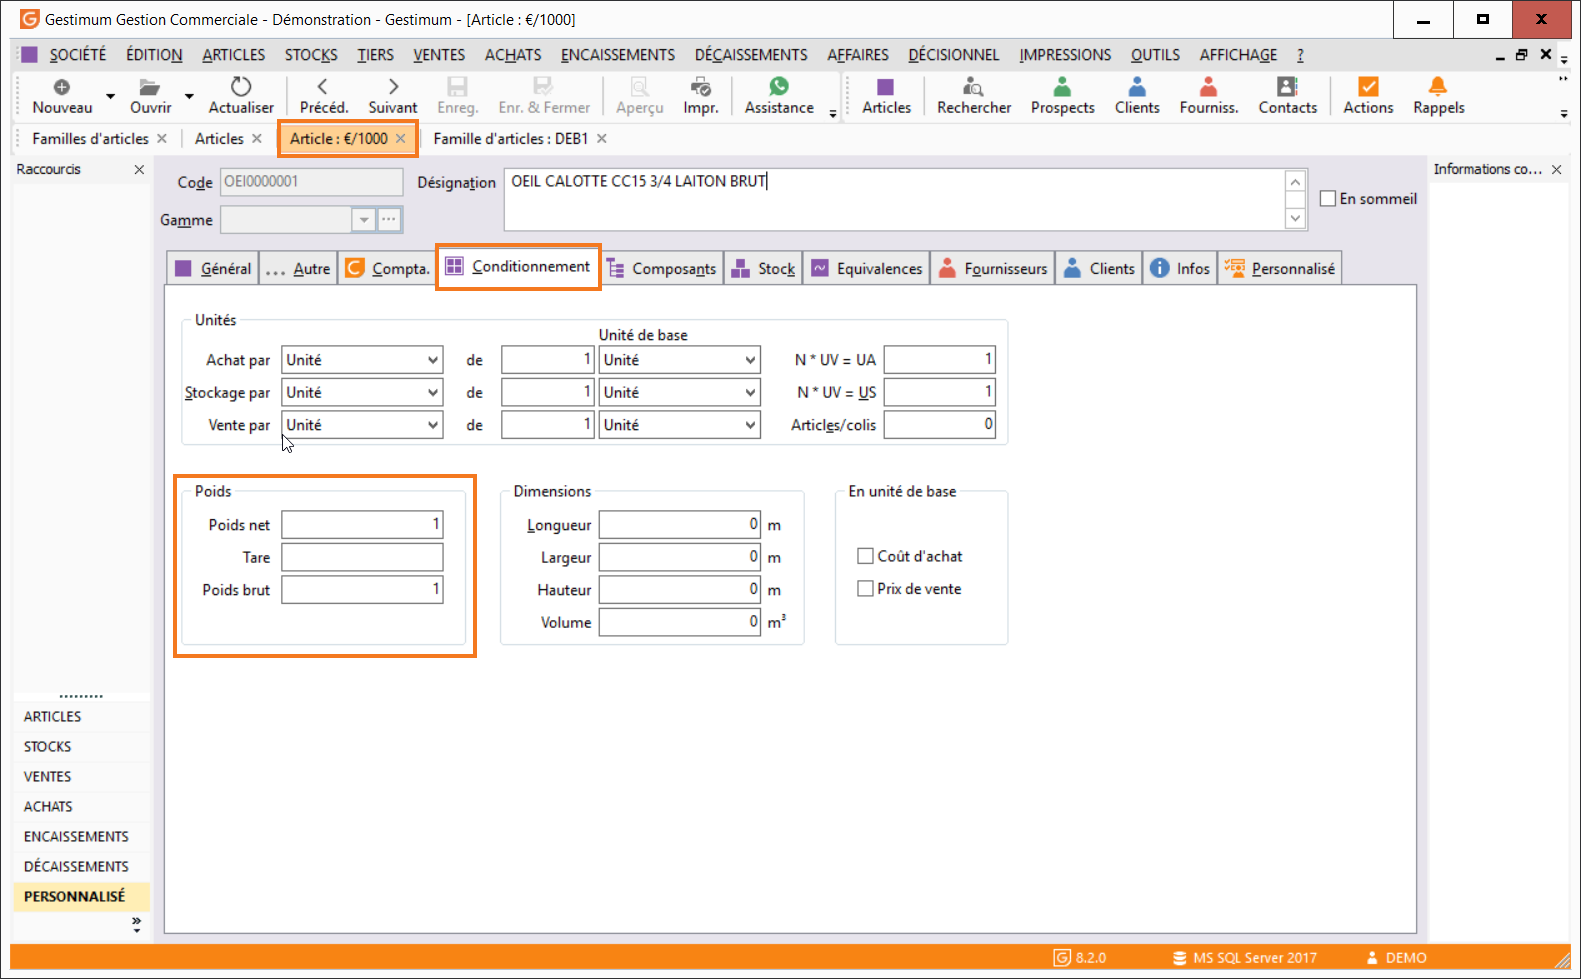 Gestimum Gestion Commerciale - Démonstration - Gestimum - [Article : €/1000]
SOCIÉTÉ ÉDITION ARTICLES STOCKS TIERS VENTES ACHATS ENCAISSEMENTS DÉCAISSEMENTS AFFAIRES DÉCISIONNEL IMPRESSIONS OUTILS AFFICHAGE ?
Nouveau Ouvrir Actualiser Précéd. Suivant Enreg. Enr. & Fermer Aperçu Impr. Assistance Articles Rechercher Prospects Clients Fourniss. Contacts Actions Rappels
Familles d'articles Articles Article : €/1000 Famille d'articles : DEB1
Raccourcis
Informations co...
Code OEI0000001 Désignation OEIL CALOTTE CC15 3/4 LAITON BRUT
En sommeil
Gamme
Général ... Autre Compta. Conditionnement Composants Stock Equivalences Fournisseurs Clients Infos Personnalisé
Unités
Unité de base
Achat par Unité de 1 Unité N * UV = UA 1
Stockage par Unité de 1 Unité N * UV = US 1
Vente par Unité de 1 Unité Articles/colis 0
Poids
Poids net 1
Tare
Poids brut 1
Dimensions
Longueur 0 m
Largeur 0 m
Hauteur 0 m
Volume 0 m³
En unité de base
Coût d'achat
Prix de vente
ARTICLES
STOCKS
VENTES
ACHATS
ENCAISSEMENTS
DÉCAISSEMENTS
PERSONNALISÉ
8.2.0 MS SQL Server 2017 DEMO